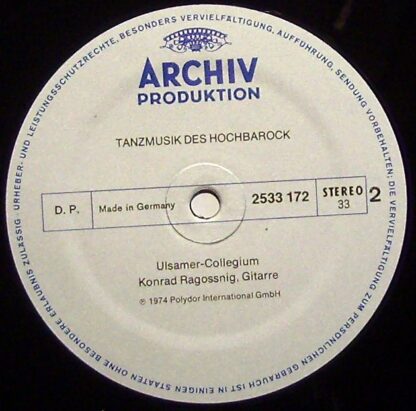 ARCHIV
PRODUKTION
TANZMUSIK DES HOCHBAROCK
D. P. Made in Germany 2533 172 STEREO 2
33
Ulsamer-Collegium
Konrad Ragossnig, Gitarre
℗ 1974 Polydor International GmbH
URHEBER- UND LEISTUNGSSCHUTZRECHTE, BESONDERS VERVIELFÄLTIGUNG, AUFFÜHRUNG, SENDUNG VORBEHALTEN; DIE VERVIELFÄLTIGUNG ZUM PERSÖNLICHEN GEBRAUCH IST IN EINIGEN STAATEN OHNE BESONDERE ERLAUBNIS ZULÄSSIG ·